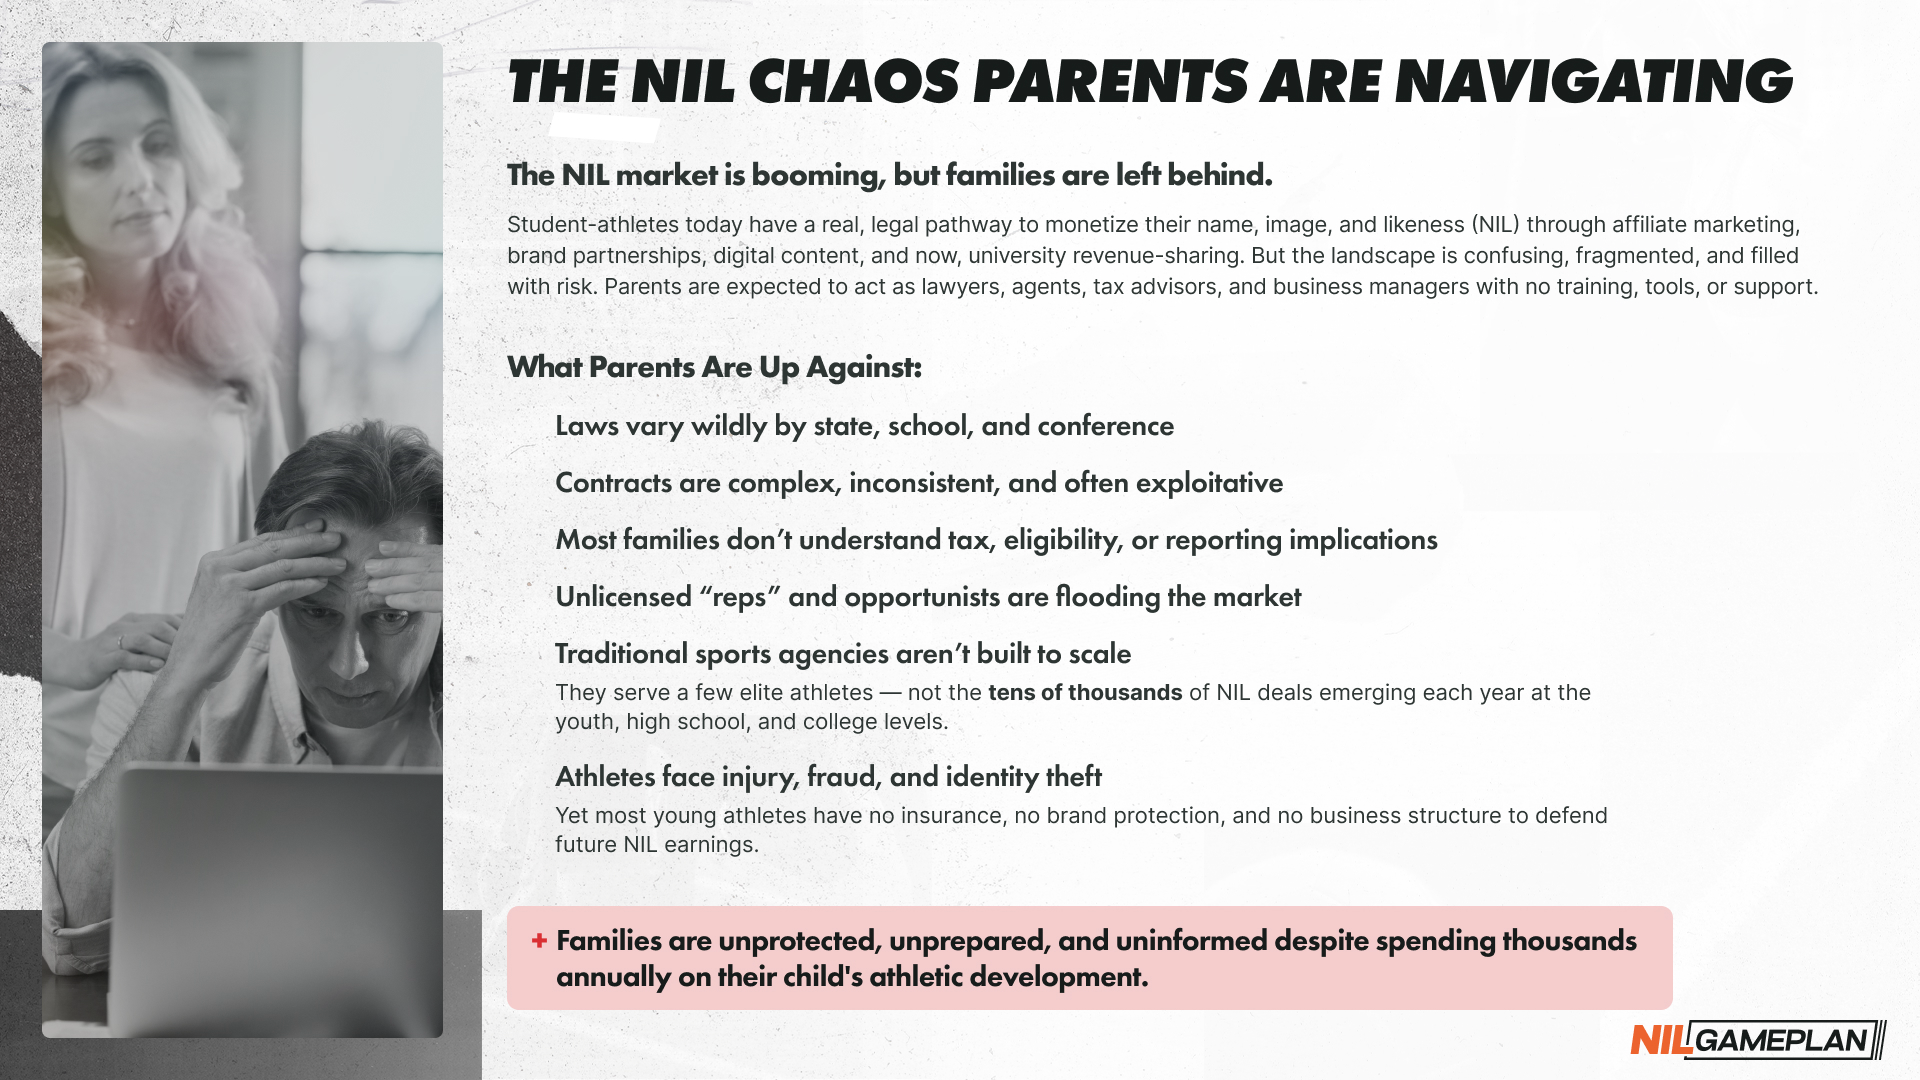 THE NIL CHAOS PARENTS ARE NAVIGATING
The NIL market is booming, but families are left behind.
Student-athletes today have a real, legal pathway to monetize their name, image, and likeness (NIL) through affiliate marketing,
brand partnerships, digital content, and now, university revenue-sharing. But the landscape is confusing, fragmented, and filled
with risk. Parents are expected to act as lawyers, agents, tax advisors, and business managers with no training, tools, or support.
What Parents Are Up Against:
Laws vary wildly by state, school, and conference
Contracts are complex, inconsistent, and often exploitative
Most families don’t understand tax, eligibility, or reporting implications
Unlicensed “reps” and opportunists are flooding the market
Traditional sports agencies aren’t built to scale
They serve a few elite athletes — not the tens of thousands of NIL deals emerging each year at the
youth, high school, and college levels.
Athletes face injury, fraud, and identity theft
Yet most young athletes have no insurance, no brand protection, and no business structure to defend
future NIL earnings.
+ Families are unprotected, unprepared, and uninformed despite spending thousands
annually on their child's athletic development.
NIL GAMEPLAN